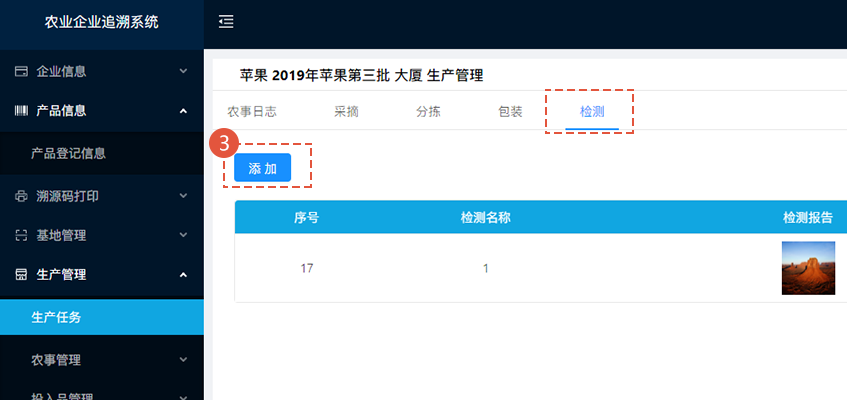 农业企业追溯系统
企业信息
产品信息
产品登记信息
溯源码打印
基地管理
生产管理
生产任务
农事管理
投入品管理
苹果 2019年苹果第三批 大厦 生产管理
农事日志 采摘 分拣 包装 检测
3
添 加
序号 检测名称 检测报告
17 1